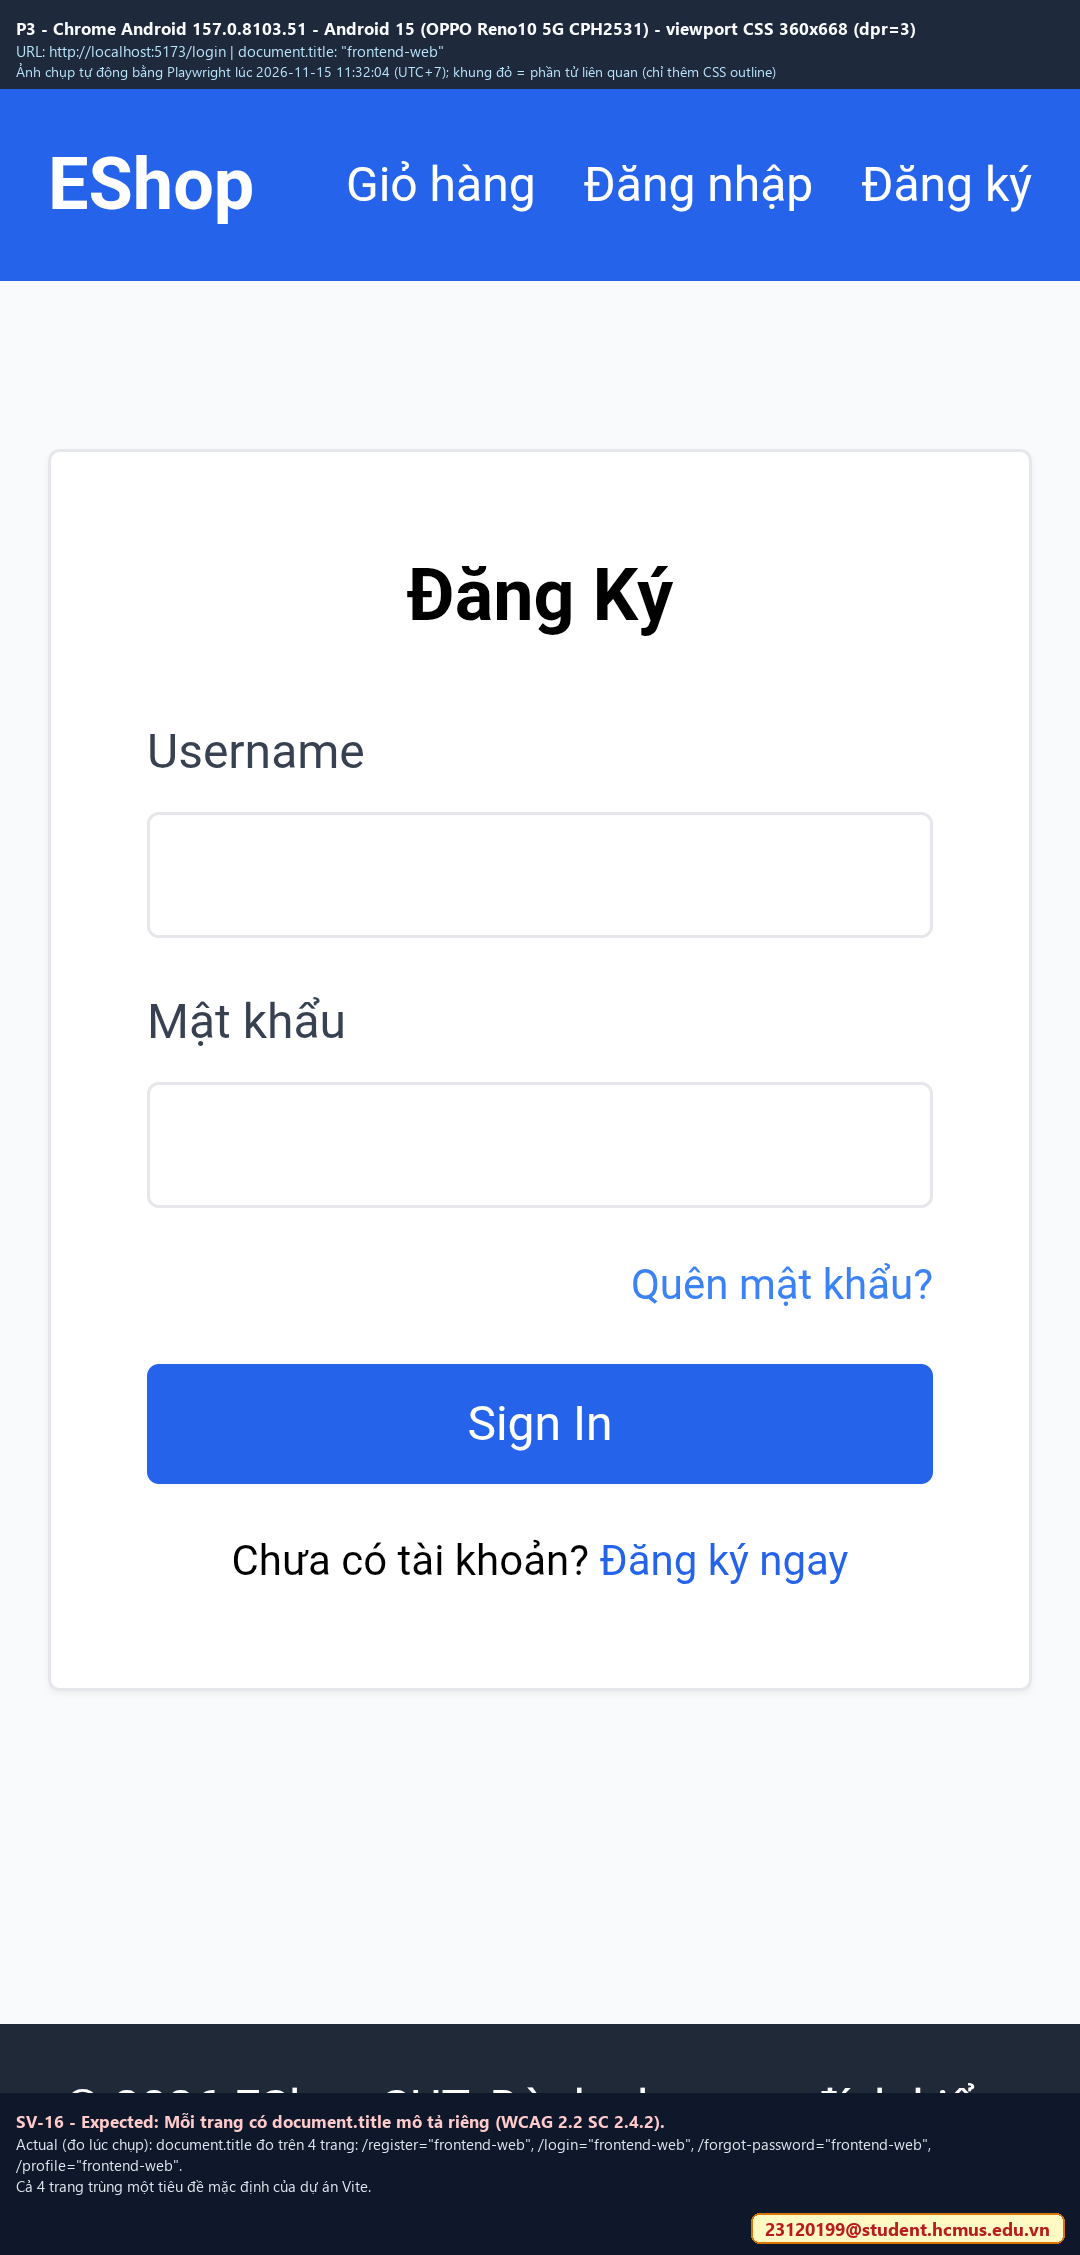 P3 - Chrome Android 157.0.8103.51 - Android 15 (OPPO Reno10 5G CPH2531) - viewport CSS 360x668 (dpr=3)
URL: http://localhost:5173/login | document.title: "frontend-web"
Ảnh chụp tự động bằng Playwright lúc 2026-11-15 11:32:04 (UTC+7); khung đỏ = phần tử liên quan (chỉ thêm CSS outline)
EShop Giỏ hàng Đăng nhập Đăng ký
Đăng Ký
Username
Mật khẩu
Quên mật khẩu?
Sign In
Chưa có tài khoản? Đăng ký ngay
SV-16 - Expected: Mỗi trang có document.title mô tả riêng (WCAG 2.2 SC 2.4.2).
Actual (đo lúc chụp): document.title đo trên 4 trang: /register="frontend-web", /login="frontend-web", /forgot-password="frontend-web",
/profile="frontend-web".
Cả 4 trang trùng một tiêu đề mặc định của dự án Vite.
23120199@student.hcmus.edu.vn